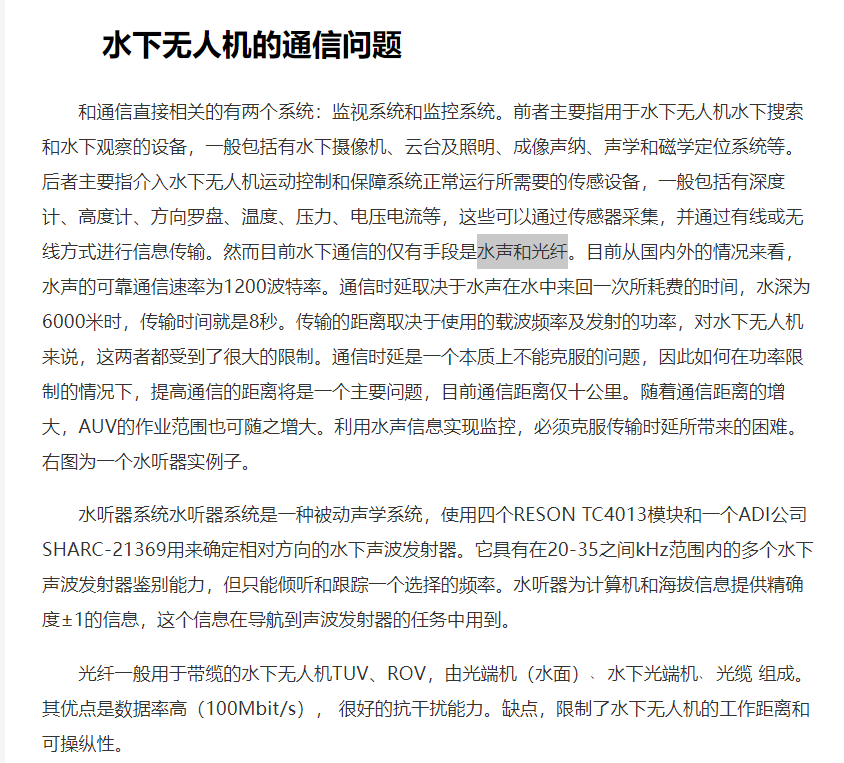 水下无人机的通信问题
和通信直接相关的有两个系统：监视系统和监控系统。前者主要指用于水下无人机水下搜索
和水下观察的设备，一般包括有水下摄像机、云台及照明、成像声纳、声学和磁学定位系统等。
后者主要指介入水下无人机运动控制和保障系统正常运行所需要的传感设备，一般包括有深度
计、高度计、方向罗盘、温度、压力、电压电流等，这些可以通过传感器采集，并通过有线或无
线方式进行信息传输。然而目前水下通信的仅有手段是水声和光纤。目前从国内外的情况来看，
水声的可靠通信速率为1200波特率。通信时延取决于水声在水中来回一次所耗费的时间，水深为
6000米时，传输时间就是8秒。传输的距离取决于使用的载波频率及发射的功率，对水下无人机
来说，这两者都受到了很大的限制。通信时延是一个本质上不能克服的问题，因此如何在功率限
制的情况下，提高通信的距离将是一个主要问题，目前通信距离仅十公里。随着通信距离的增
大，AUV的作业范围也可随之增大。利用水声信息实现监控，必须克服传输时延所带来的困难。
右图为一个水听器实例子。
水听器系统水听器系统是一种被动声学系统，使用四个RESON TC4013模块和一个ADI公司
SHARC-21369用来确定相对方向的水下声波发射器。它具有在20-35之间kHz范围内的多个水下
声波发射器鉴别能力，但只能倾听和跟踪一个选择的频率。水听器为计算机和海拔信息提供精确
度±1的信息，这个信息在导航到声波发射器的任务中用到。
光纤一般用于带缆的水下无人机TUV、ROV，由光端机（水面）、水下光端机、光缆 组成。
其优点是数据率高（100Mbit/s）， 很好的抗干扰能力。缺点，限制了水下无人机的工作距离和
可操纵性。